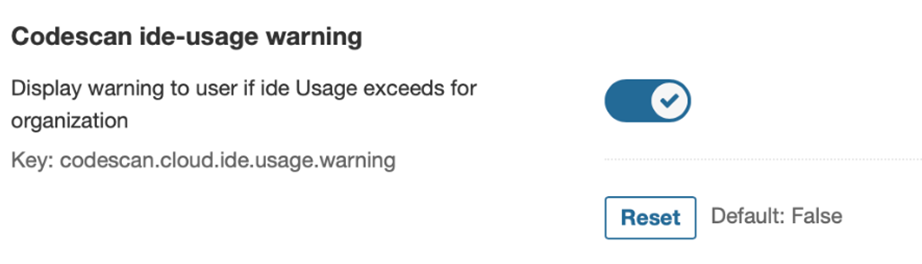 Codescan ide-usage warning
Display warning to user if ide Usage exceeds for
organization
Key: codescan.cloud.ide.usage.warning
Reset Default: False